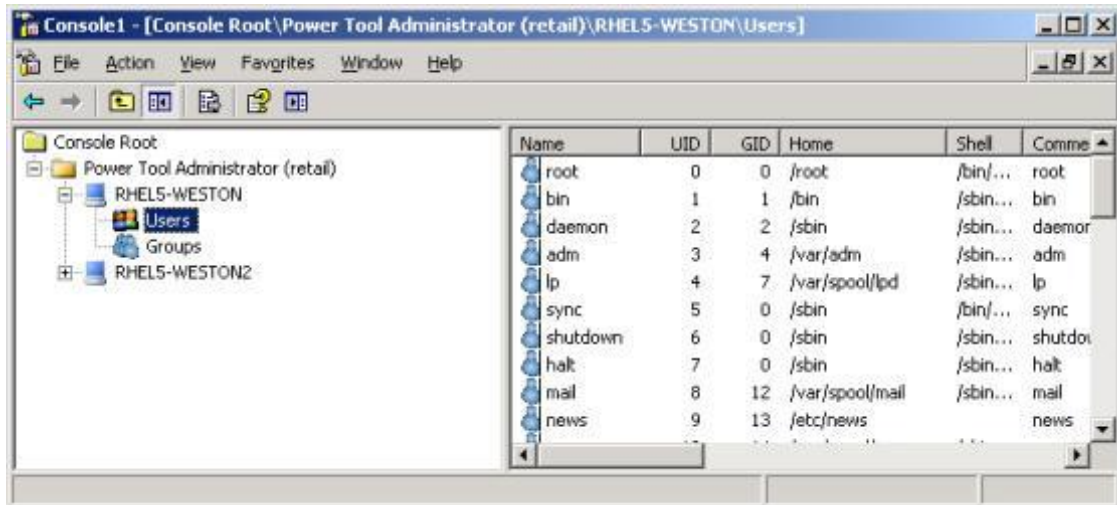 Console1 - [Console Root\Power Tool Administrator (retail)\RHEL5-WESTON\Users]
File Action View Favorites Window Help
Console Root
Power Tool Administrator (retail)
RHEL5-WESTON
Users
Groups
RHEL5-WESTON2
Name UID GID Home Shell Comme
root 0 0 /root /bin/... root
bin 1 1 /bin /sbin... bin
daemon 2 2 /sbin /sbin... daemor
adm 3 4 /var/adm /sbin... adm
lp 4 7 /var/spool/lpd /sbin... lp
sync 5 0 /sbin /bin/... sync
shutdown 6 0 /sbin /sbin... shutdou
halt 7 0 /sbin /sbin... halt
mail 8 12 /var/spool/mail /sbin... mail
news 9 13 /etc/news news